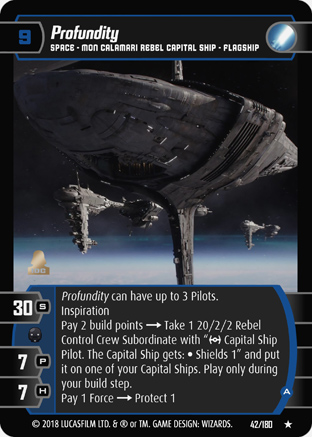 9
Profundity
SPACE - MON CALAMARI REBEL CAPITAL SHIP - FLAGSHIP
30 S
7 P
7 H
Profundity can have up to 3 Pilots.
Inspiration
Pay 2 build points → Take 1 20/2/2 Rebel
Control Crew Subordinate with “ Capital Ship
Pilot. The Capital Ship gets: • Shields 1” and put
it on one of your Capital Ships. Play only during
your build step.
Pay 1 Force → Protect 1
A
© 2018 LUCASFILM LTD. & ® or TM. GAME DESIGN: WIZARDS.
42/180